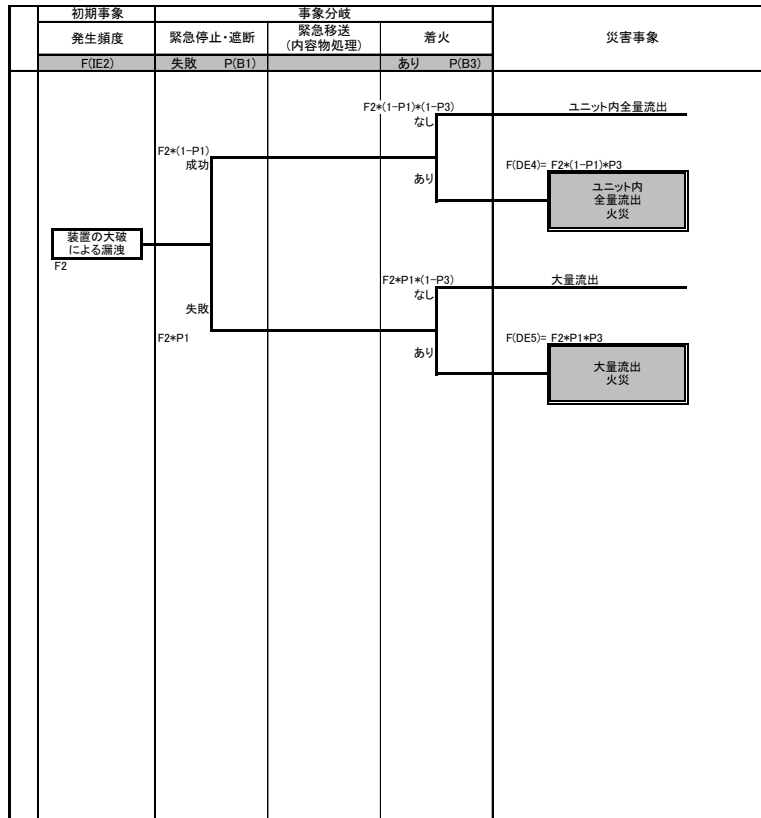 初期事象
事象分岐
発生頻度
緊急停止・遮断
緊急移送
(内容物処理)
着火
災害事象
F(IE2)
失敗 P(B1)
あり P(B3)
F2*(1-P1)*(1-P3)
なし
ユニット内全量流出
F2*(1-P1)
成功
あり
F(DE4)= F2*(1-P1)*P3
ユニット内
全量流出
火災
装置の大破
による漏洩
F2
F2*P1*(1-P3)
なし
大量流出
失敗
F2*P1
あり
F(DE5)= F2*P1*P3
大量流出
火災